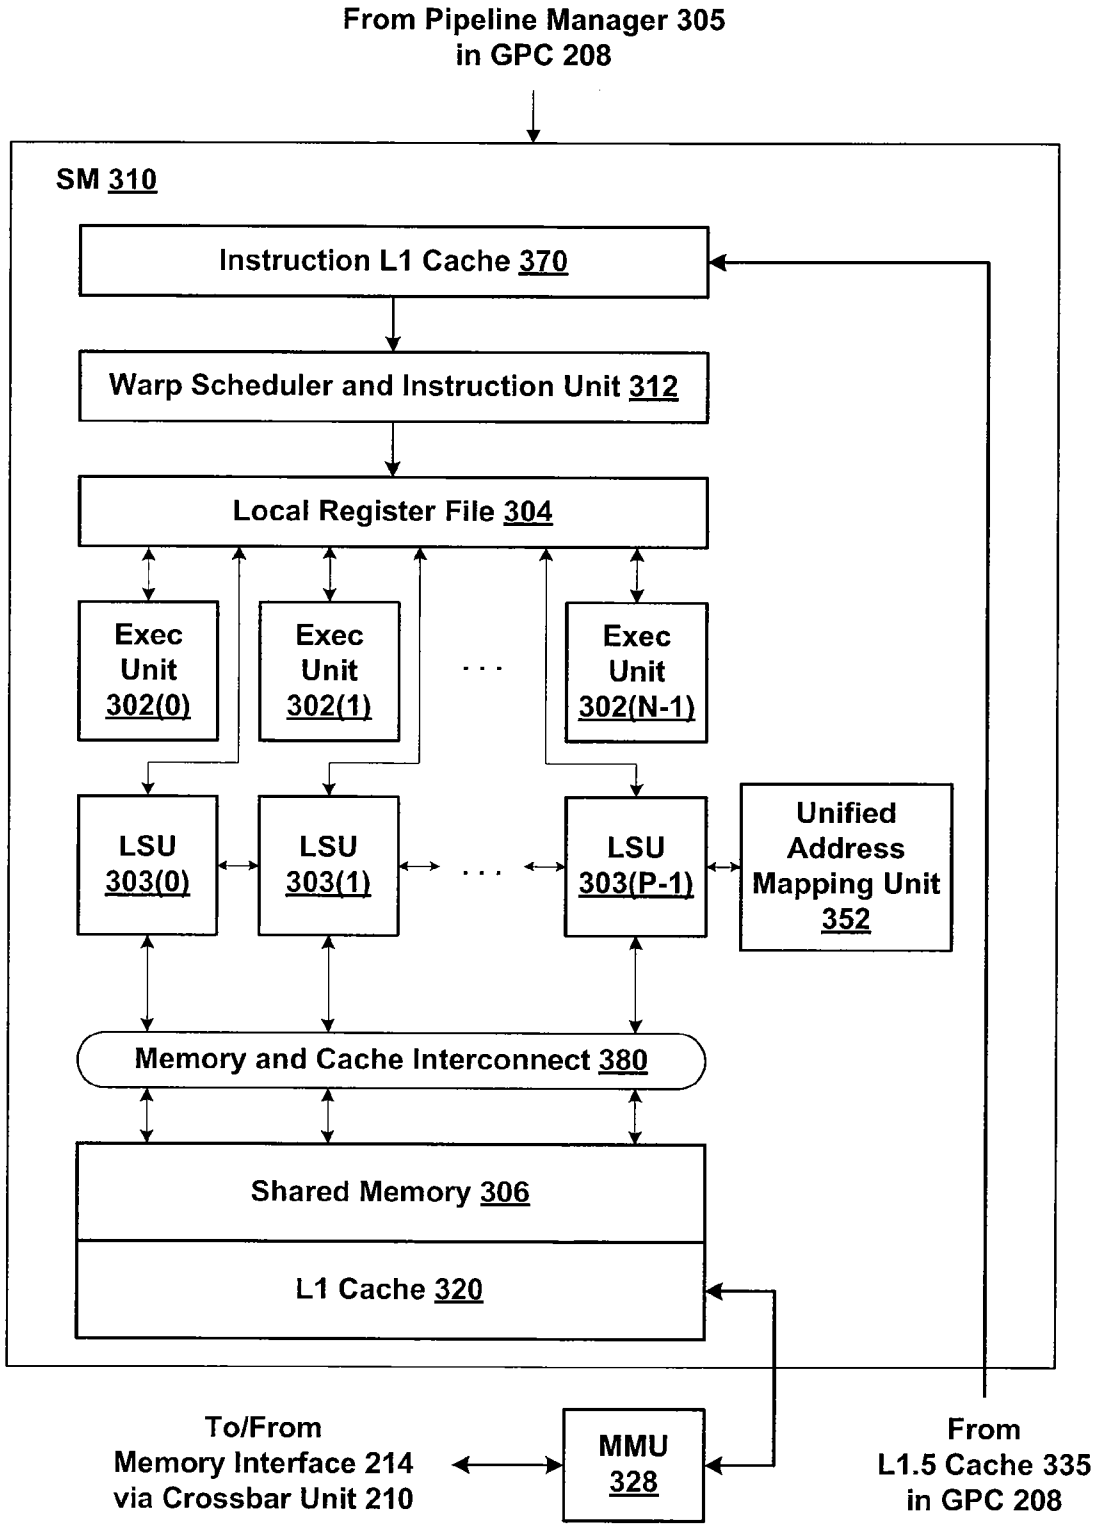 From Pipeline Manager 305
in GPC 208
SM 310
Instruction L1 Cache 370
Warp Scheduler and Instruction Unit 312
Local Register File 304
Exec
Unit
302(0)
Exec
Unit
302(1)
. . .
Exec
Unit
302(N-1)
LSU
303(0)
LSU
303(1)
. . .
LSU
303(P-1)
Unified
Address
Mapping Unit
352
Memory and Cache Interconnect 380
Shared Memory 306
L1 Cache 320
To/From
Memory Interface 214
via Crossbar Unit 210
MMU
328
From
L1.5 Cache 335
in GPC 208